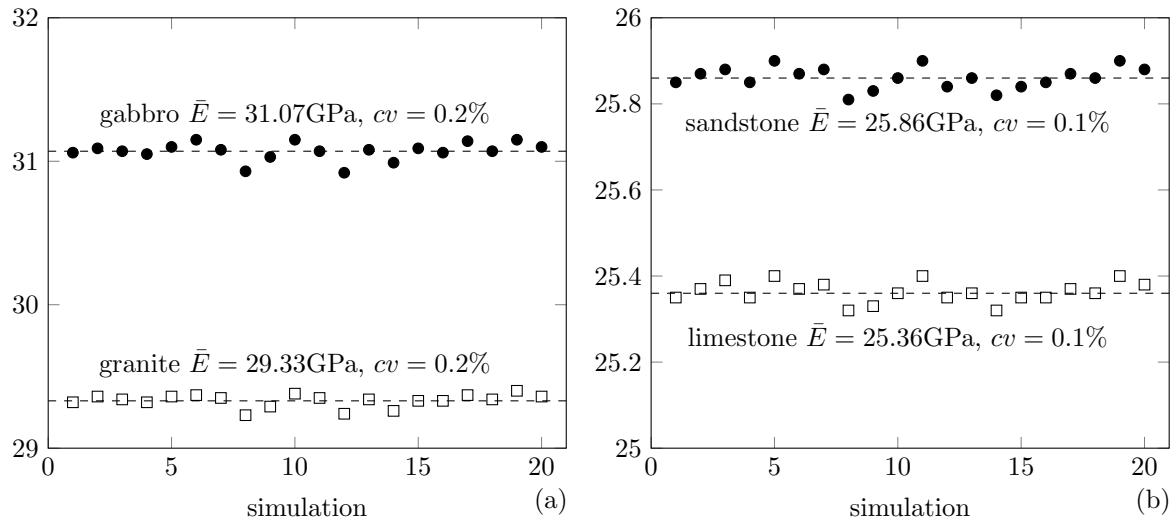 32
31
30
29
0
5
10
15
20
gabbro Ē = 31.07GPa, cv = 0.2%
granite Ē = 29.33GPa, cv = 0.2%
simulation
(a)
26
25.8
25.6
25.4
25.2
25
0
5
10
15
20
sandstone Ē = 25.86GPa, cv = 0.1%
limestone Ē = 25.36GPa, cv = 0.1%
simulation
(b)